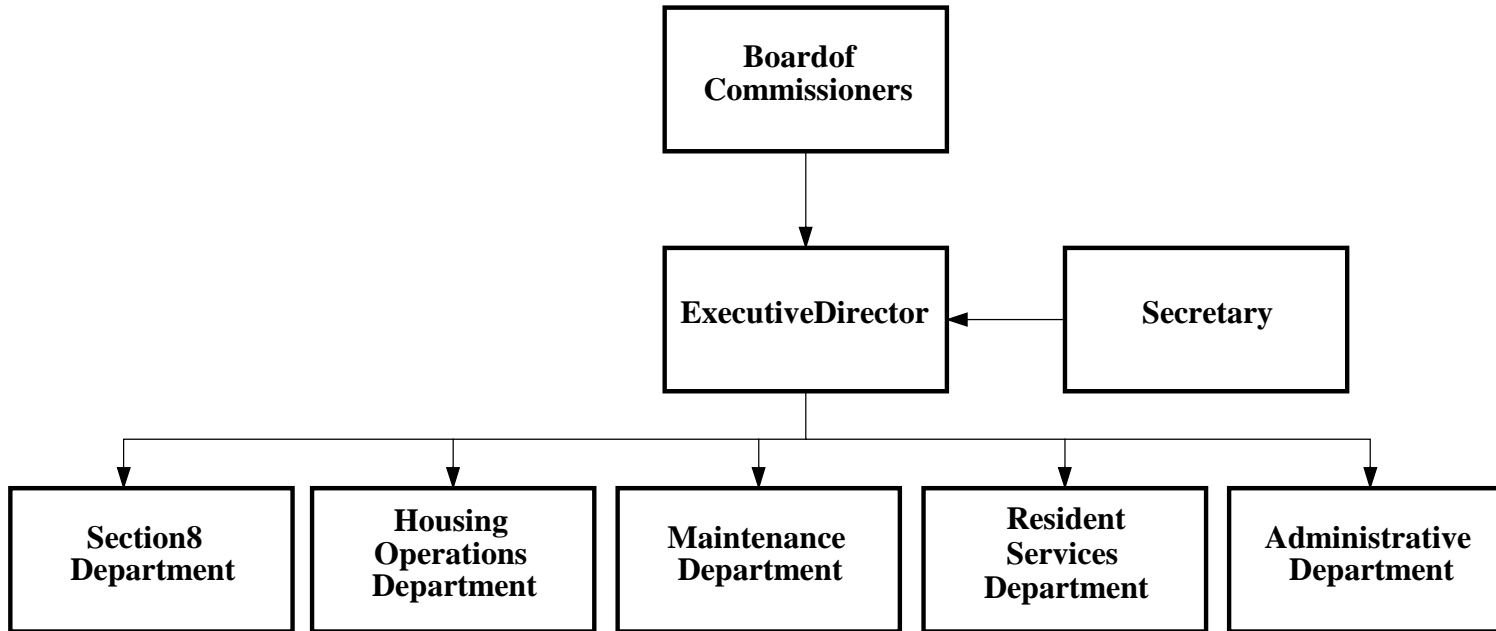 Boardof
Commissioners
ExecutiveDirector
Secretary
Section8
Department
Housing
Operations
Department
Maintenance
Department
Resident
Services
Department
Administrative
Department